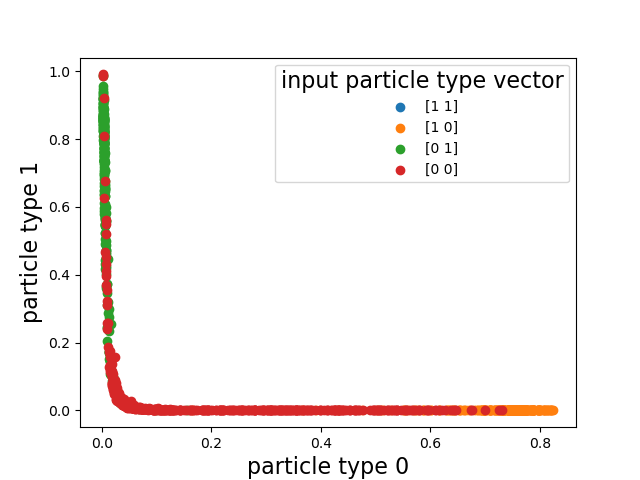 input particle type vector
[1 1]
[1 0]
[0 1]
[0 0]
1.0
0.8
0.6
0.4
0.2
0.0
particle type 1
0.0 0.2 0.4 0.6 0.8
particle type 0